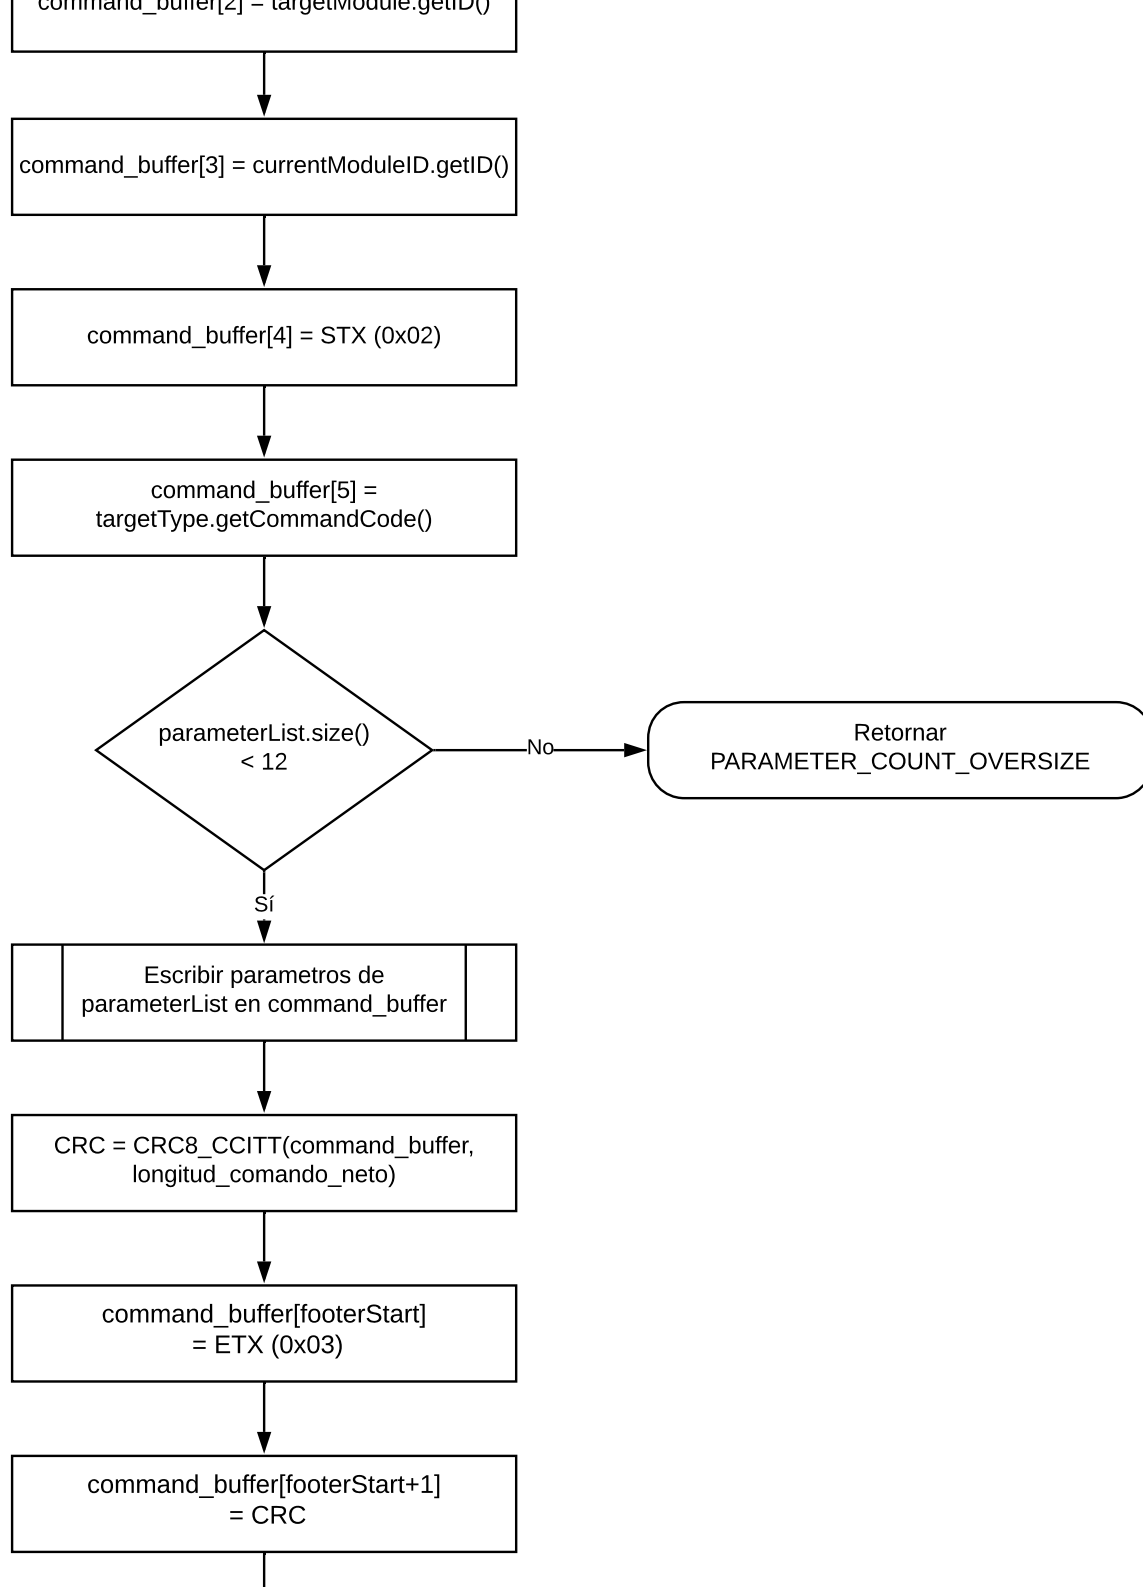 command_buffer[2] = targetModule.getID()
command_buffer[3] = currentModuleID.getID()
command_buffer[4] = STX (0x02)
command_buffer[5] =
targetType.getCommandCode()
parameterList.size()
< 12
No
Retornar
PARAMETER_COUNT_OVERSIZE
Sí
Escribir parametros de
parameterList en command_buffer
CRC = CRC8_CCITT(command_buffer,
longitud_comando_neto)
command_buffer[footerStart]
= ETX (0x03)
command_buffer[footerStart+1]
= CRC